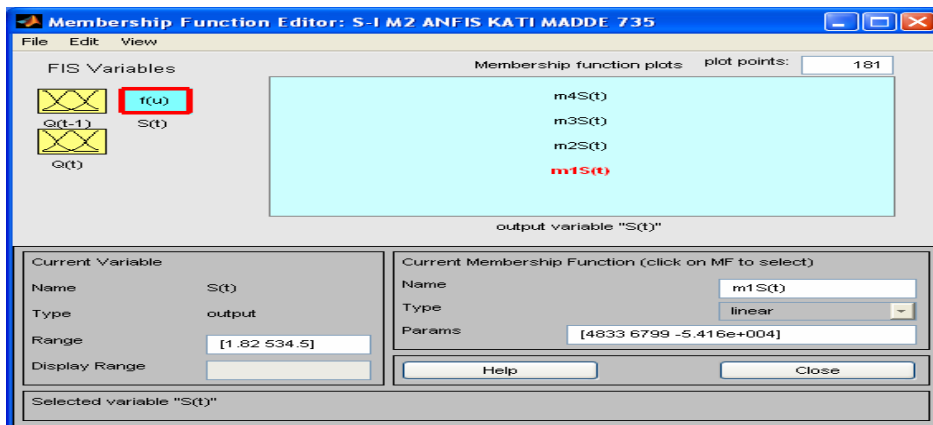 Membership Function Editor: S-I M2 ANFIS KATI MADDE 735
File Edit View
FIS Variables
Membership function plots plot points: 181
f(u)
Q(t-1) S(t)
Q(t)
m4S(t)
m3S(t)
m2S(t)
m1S(t)
output variable "S(t)"
Current Variable
Name S(t)
Type output
Range [1.82 534.5]
Display Range
Current Membership Function (click on MF to select)
Name m1S(t)
Type linear
Params [4833 6799 -5.416e+004]
Help Close
Selected variable "S(t)"